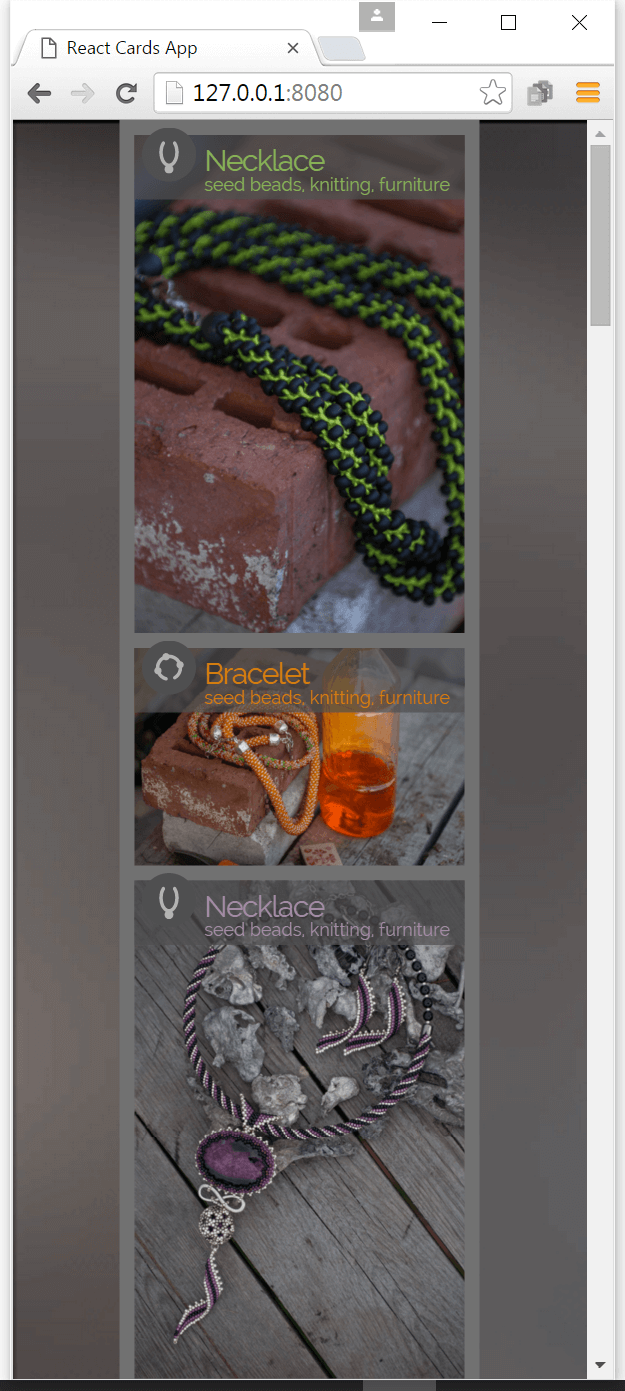 React Cards App
127.0.0.1:8080
Necklace
seed beads, knitting, furniture
Bracelet
seed beads, knitting, furniture
Necklace
seed beads, knitting, furniture